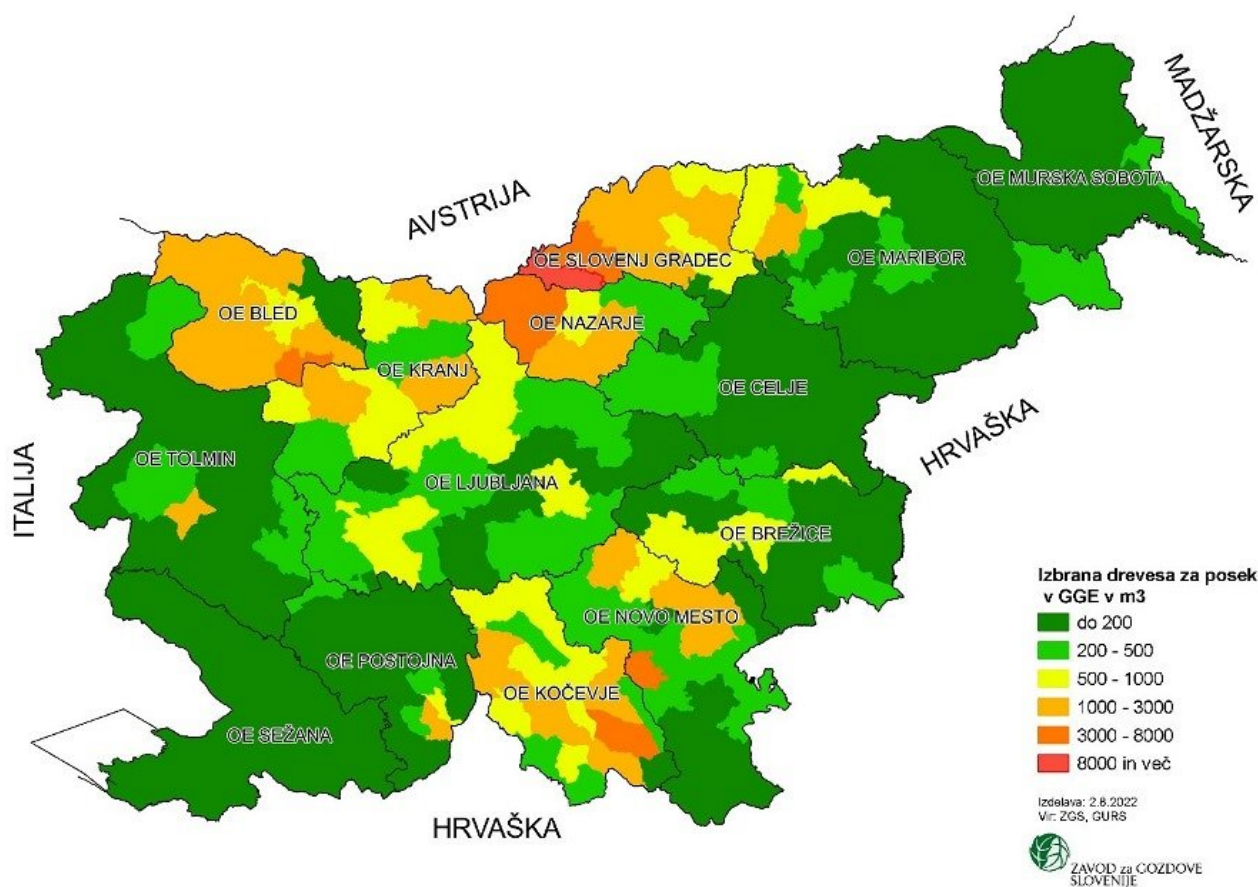 MADŽARSKA
OE MURSKA SOBOTA
AVSTRIJA
OE SLOVENJ GRADEC
OE MARIBOR
OE BLED
OE NAZARJE
OE KRANJ
OE CELJE
HRVAŠKA
ITALIJA
OE TOLMIN
OE LJUBLJANA
OE BREŽICE
OE NOVO MESTO
OE POSTOJNA
OE KOČEVJE
OE SEŽANA
HRVAŠKA
Izbrana drevesa za posek
v GGE v m3
do 200
200 - 500
500 - 1000
1000 - 3000
3000 - 8000
8000 in več
Izdelava: 2.8.2022
Vir: ZGS, GURS
ZAVOD za GOZDOVE
SLOVENIJE